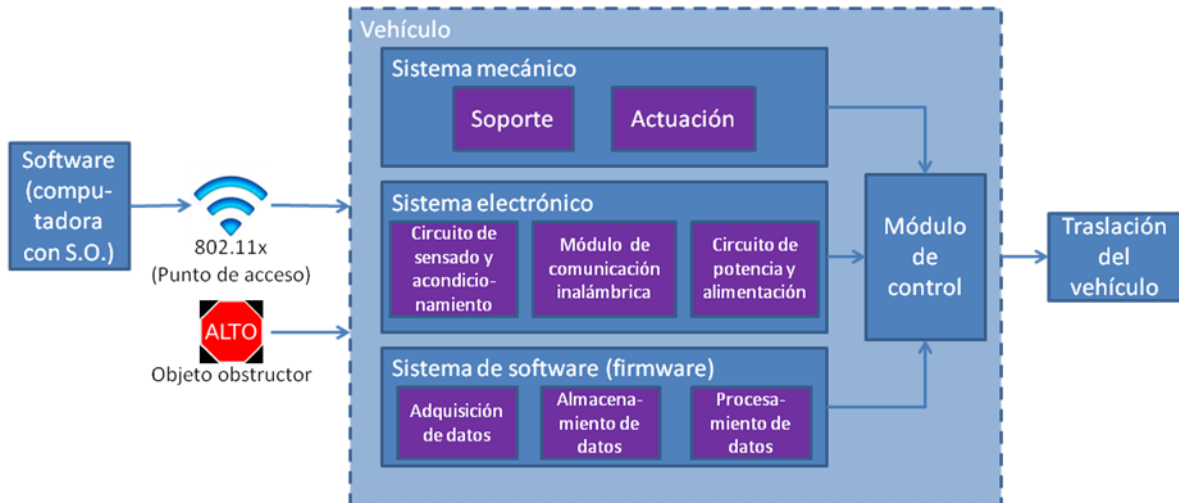 Vehículo
Sistema mecánico
Soporte
Actuación
Software
(compu-
tadora
con S.O.)
802.11x
(Punto de acceso)
ALTO
Objeto obstructor
Sistema electrónico
Circuito de
sensado y
acondicio-
namiento
Módulo de
comunicación
inalámbrica
Circuito de
potencia y
alimentación
Sistema de software (firmware)
Adquisición
de datos
Almacena-
miento de
datos
Procesa-
miento de
datos
Módulo
de
control
Traslación
del
vehículo